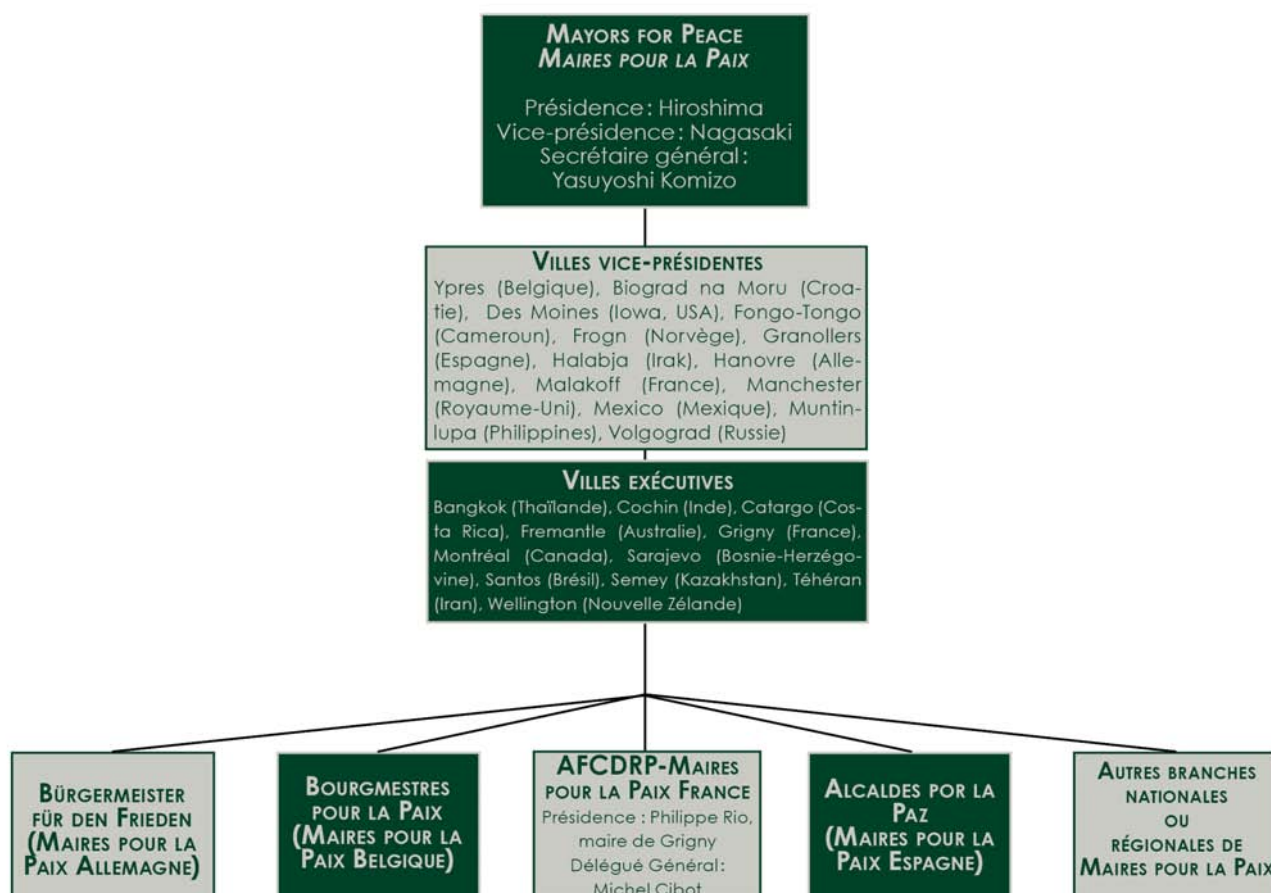 MAYORS FOR PEACE
MAIRES POUR LA PAIX
Présidence : Hiroshima
Vice-présidence : Nagasaki
Secrétaire général :
Yasuyoshi Komizo
VILLES VICE-PRÉSIDENTES
Ypres (Belgique), Biograd na Moru (Croa-
tie), Des Moines (Iowa, USA), Fongo-Tongo
(Cameroun), Frogn (Norvège), Granollers
(Espagne), Halabja (Irak), Hanovre (Alle-
magne), Malakoff (France), Manchester
(Royaume-Uni), Mexico (Mexique), Muntin-
lupa (Philippines), Volgograd (Russie)
VILLES EXÉCUTIVES
Bangkok (Thaïlande), Cochin (Inde), Catargo (Cos-
ta Rica), Fremantle (Australie), Grigny (France),
Montréal (Canada), Sarajevo (Bosnie-Herzégo-
vine), Santos (Brésil), Semey (Kazakhstan), Téhéran
(Iran), Wellington (Nouvelle Zélande)
BÜRGERMEISTER
FÜR DEN FRIEDEN
(MAIRES POUR LA
PAIX ALLEMAGNE)
BOURGMESTRES
POUR LA PAIX
(MAIRES POUR LA
PAIX BELGIQUE)
AFCDRP-MAIRES
POUR LA PAIX FRANCE
Présidence : Philippe Rio,
maire de Grigny
Délégué Général :
Michel Cibot
ALCALDES POR LA
PAZ
(MAIRES POUR LA
PAIX ESPAGNE)
AUTRES BRANCHES
NATIONALES
OU
RÉGIONALES DE
MAIRES POUR LA PAIX